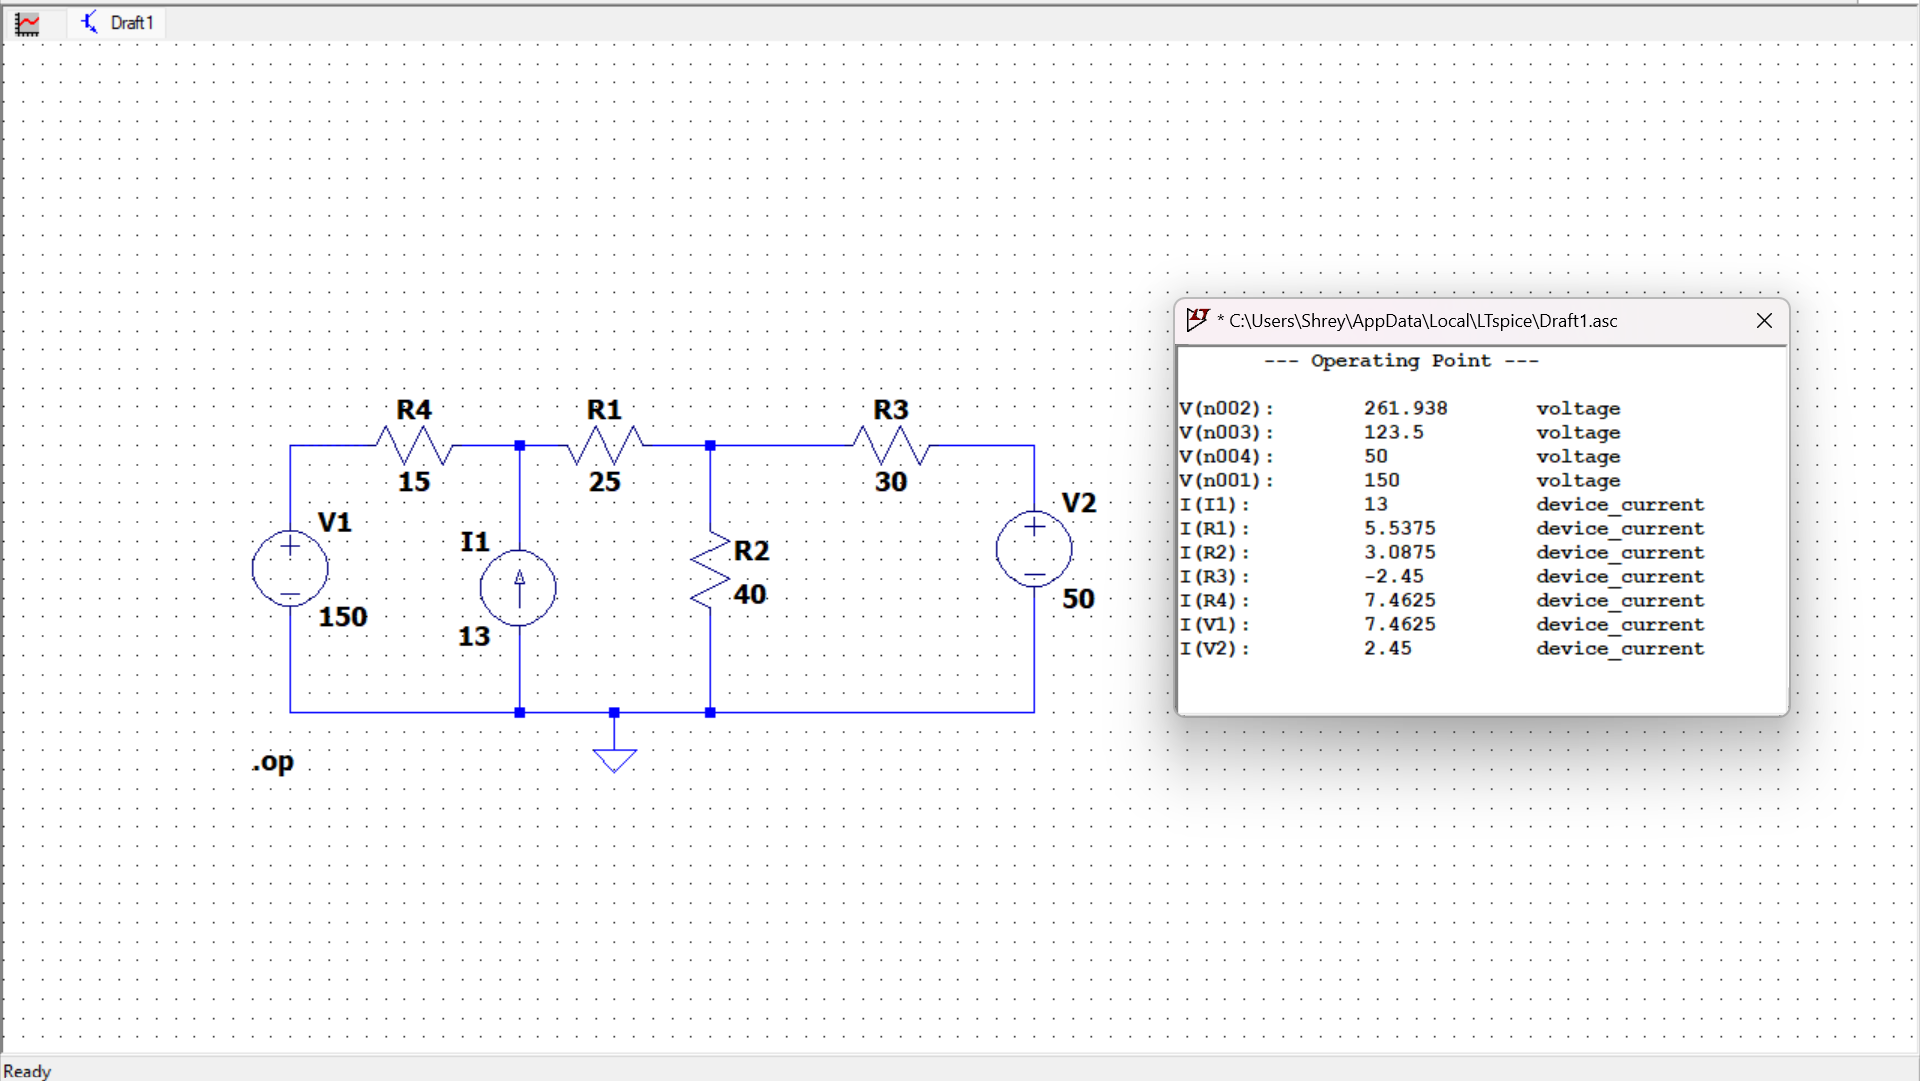 Draft1
R4
R1
R3
15
25
30
V1
V2
I1
R2
40
50
150
13
.op
* C:\Users\Shrey\AppData\Local\LTspice\Draft1.asc
--- Operating Point ---
V(n002): 261.938 voltage
V(n003): 123.5 voltage
V(n004): 50 voltage
V(n001): 150 voltage
I(I1): 13 device_current
I(R1): 5.5375 device_current
I(R2): 3.0875 device_current
I(R3): -2.45 device_current
I(R4): 7.4625 device_current
I(V1): 7.4625 device_current
I(V2): 2.45 device_current
Ready